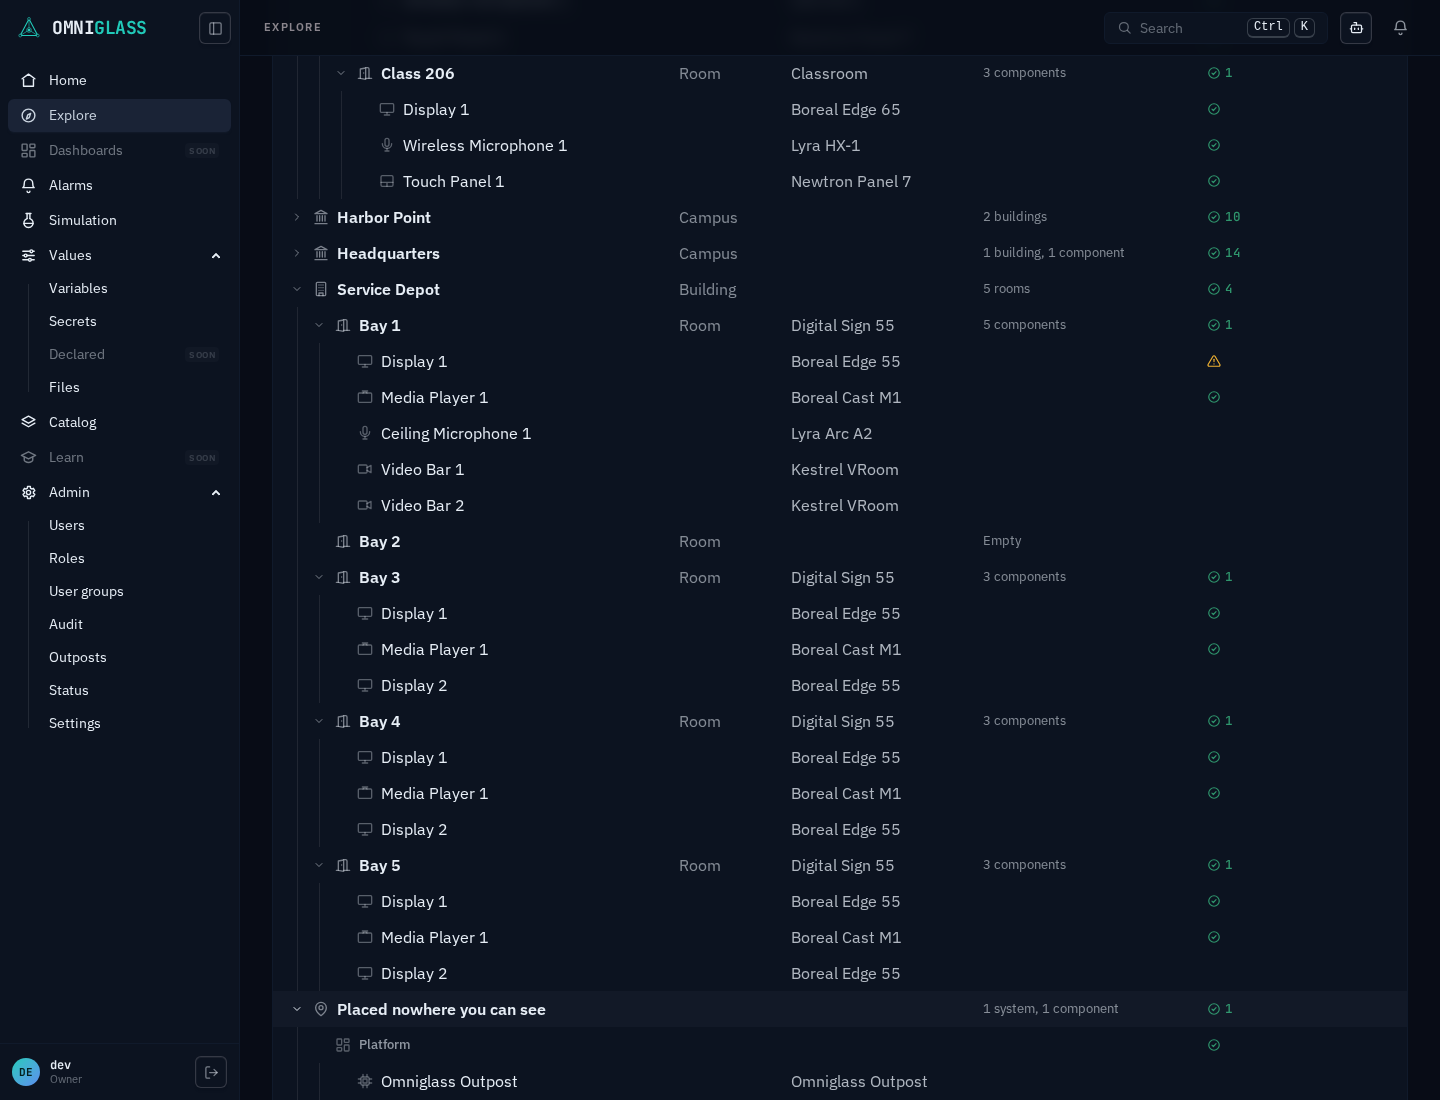 OMNIGLASS
EXPLORE
Search Ctrl K
Home
Explore
Dashboards SOON
Alarms
Simulation
Values
Variables
Secrets
Declared SOON
Files
Catalog
Learn SOON
Admin
Users
Roles
User groups
Audit
Outposts
Status
Settings
DE dev
Owner
Class 206 Room Classroom 3 components 1
Display 1 Boreal Edge 65
Wireless Microphone 1 Lyra HX-1
Touch Panel 1 Newtron Panel 7
Harbor Point Campus 2 buildings 10
Headquarters Campus 1 building, 1 component 14
Service Depot Building 5 rooms 4
Bay 1 Room Digital Sign 55 5 components 1
Display 1 Boreal Edge 55
Media Player 1 Boreal Cast M1
Ceiling Microphone 1 Lyra Arc A2
Video Bar 1 Kestrel VRoom
Video Bar 2 Kestrel VRoom
Bay 2 Room Empty
Bay 3 Room Digital Sign 55 3 components 1
Display 1 Boreal Edge 55
Media Player 1 Boreal Cast M1
Display 2 Boreal Edge 55
Bay 4 Room Digital Sign 55 3 components 1
Display 1 Boreal Edge 55
Media Player 1 Boreal Cast M1
Display 2 Boreal Edge 55
Bay 5 Room Digital Sign 55 3 components 1
Display 1 Boreal Edge 55
Media Player 1 Boreal Cast M1
Display 2 Boreal Edge 55
Placed nowhere you can see 1 system, 1 component 1
Platform
Omniglass Outpost Omniglass Outpost